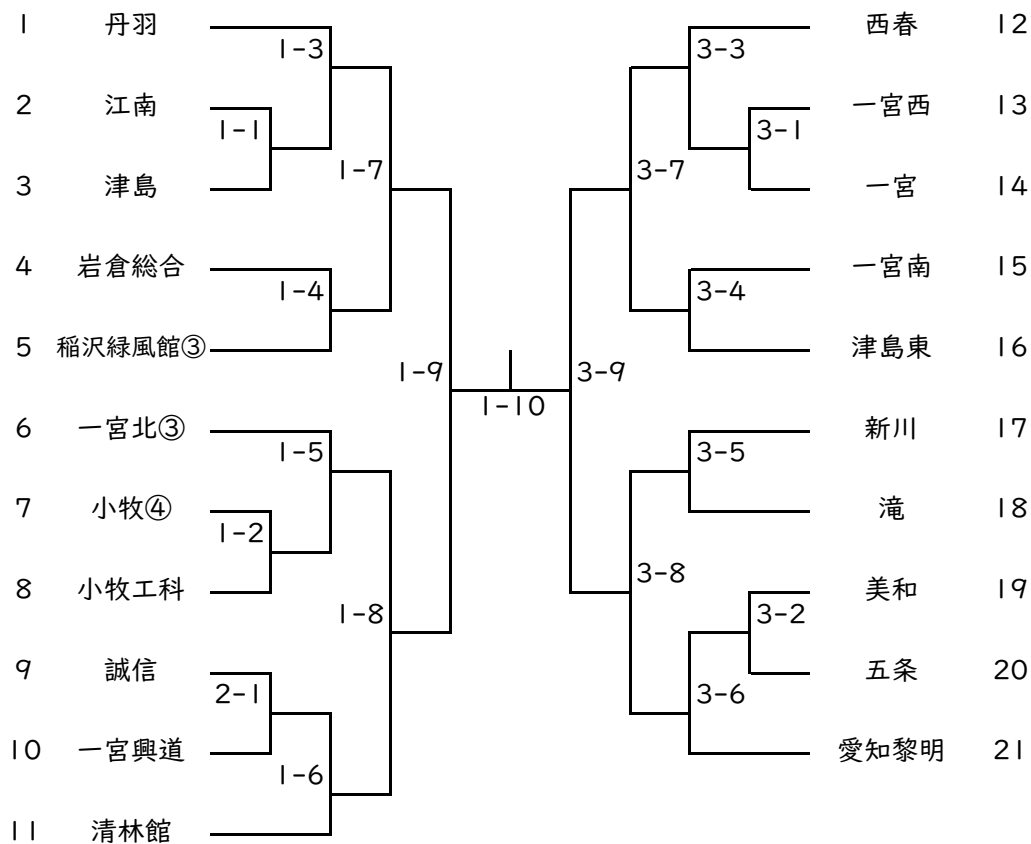 1 丹羽
1-3
2 江南
1-1
3 津島
1-7
4 岩倉総合
1-4
5 稲沢緑風館③
1-9
6 一宮北③
1-5
7 小牧④
1-2
8 小牧工科
1-8
9 誠信
2-1
10 一宮興道
1-6
11 清林館
1-10
西春 12
3-3
一宮西 13
3-1
一宮 14
3-7
一宮南 15
3-4
津島東 16
3-9
新川 17
3-5
滝 18
3-8
美和 19
3-2
五条 20
3-6
愛知黎明 21